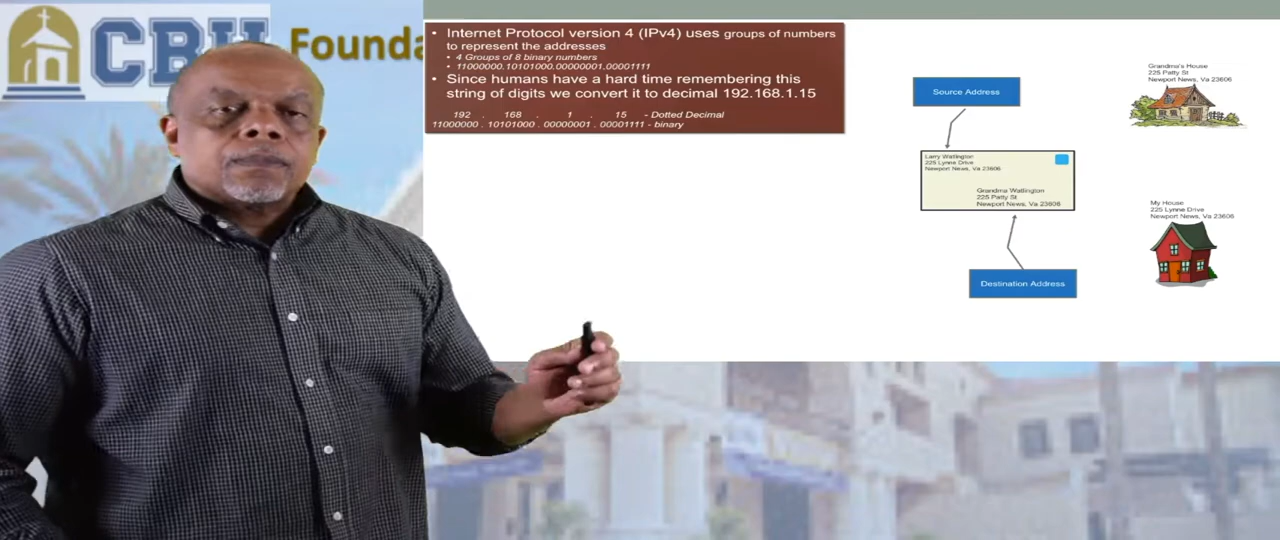 CBU
Founda
• Internet Protocol version 4 (IPv4) uses groups of numbers
to represent the addresses
• 4 Groups of 8 binary numbers
• 11000000.10101000.00000001.00001111
• Since humans have a hard time remembering this
string of digits we convert it to decimal 192.168.1.15
192 . 168 . 1 . 15 - Dotted Decimal
11000000 . 10101000 . 00000001 . 00001111 - binary
Source Address
Larry Watlington
225 Lynne Drive
Newport News, Va 23606
Grandma Watlington
225 Patty St
Newport News, Va 23608
Destination Address
Grandma's House
225 Patty St
Newport News, Va 23608
My House
225 Lynne Drive
Newport News, Va 23606